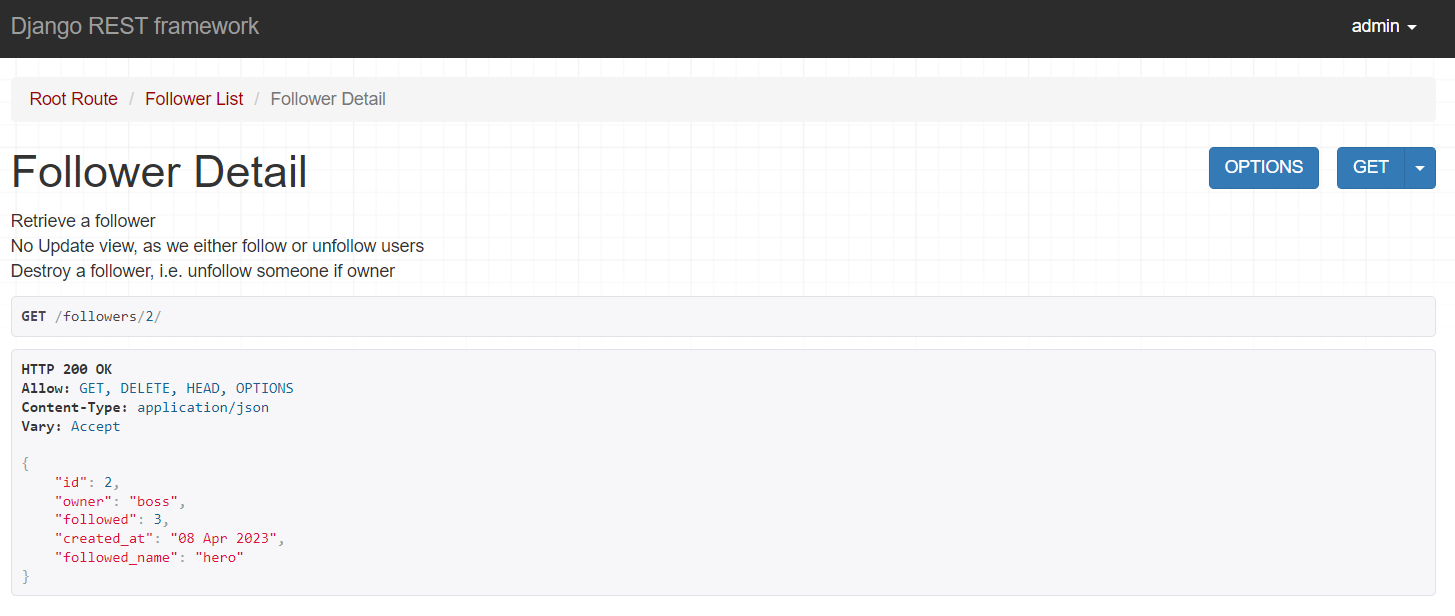 Django REST framework
admin
Root Route / Follower List / Follower Detail
Follower Detail
OPTIONS
GET
Retrieve a follower
No Update view, as we either follow or unfollow users
Destroy a follower, i.e. unfollow someone if owner
GET /followers/2/
HTTP 200 OK
Allow: GET, DELETE, HEAD, OPTIONS
Content-Type: application/json
Vary: Accept
{
    "id": 2,
    "owner": "boss",
    "followed": 3,
    "created_at": "08 Apr 2023",
    "followed_name": "hero"
}